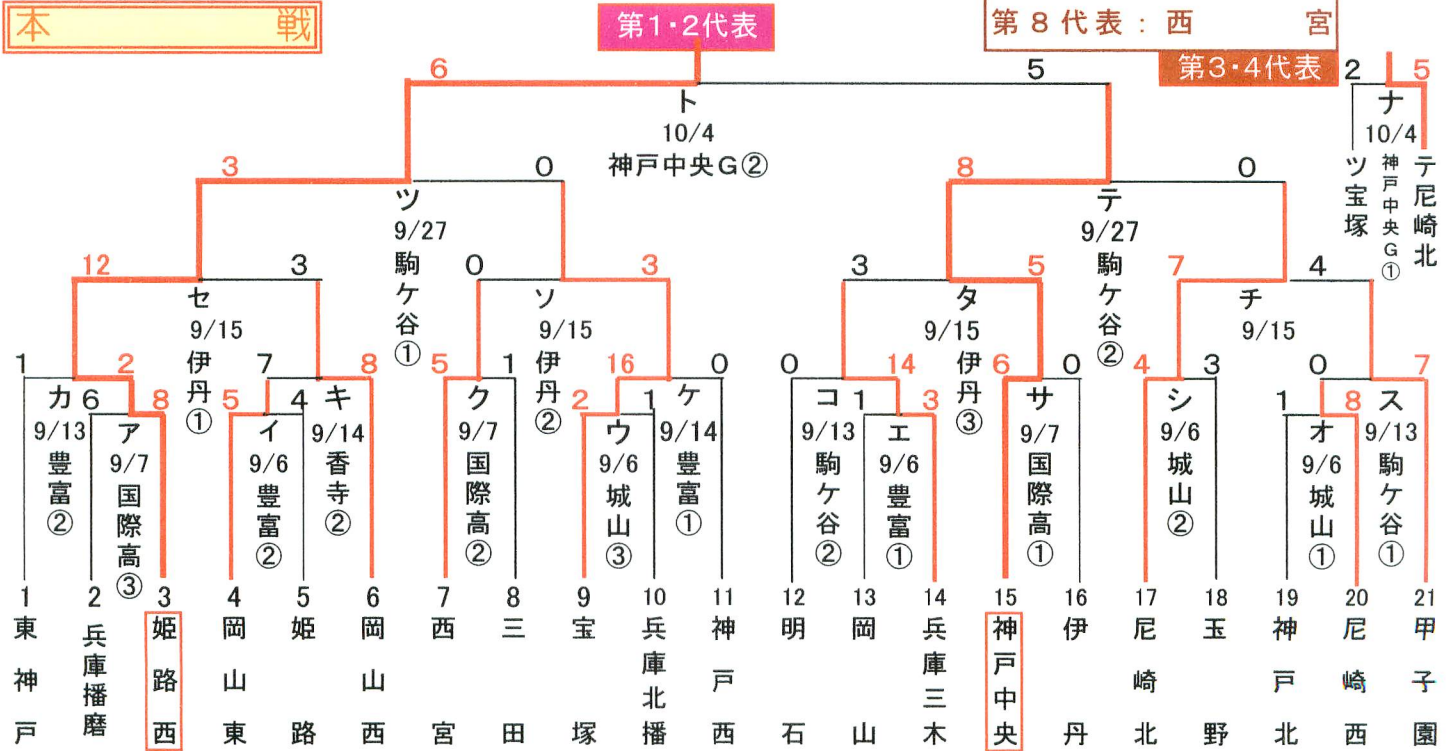 本 戦
第1・2代表
第8代表：西 宮
第3・4代表
6
5
2
5
ト
10/4
神戸中央G②
ナ
10/4
神戸中央G①
ツ宝塚
テ尼崎北
3
0
8
0
ツ
9/27
駒ケ谷①
テ
9/27
駒ケ谷②
12
3
0
3
3
5
7
4
セ
9/15
伊丹①
ソ
9/15
伊丹②
タ
9/15
伊丹③
チ
9/15
1
2
7
8
5
1
16
0
0
14
6
0
4
3
0
7
カ
9/13
豊富②
キ
9/14
香寺②
ク
9/7
国際高②
ケ
9/14
豊富①
コ
9/13
駒ケ谷②
サ
9/7
国際高①
シ
9/6
城山②
ス
9/13
駒ケ谷①
6
8
5
4
2
1
1
3
1
8
ア
9/7
国際高③
イ
9/6
豊富②
ウ
9/6
城山③
エ
9/6
豊富①
オ
9/6
城山①
1 東神戸
2 兵庫播磨
3 姫路西
4 岡山東
5 姫路
6 岡山西
7 西宮
8 三田
9 宝塚
10 兵庫北播
11 神戸西
12 明石
13 岡山
14 兵庫三木
15 神戸中央
16 伊丹
17 尼崎北
18 玉野
19 神戸北
20 尼崎西
21 甲子園